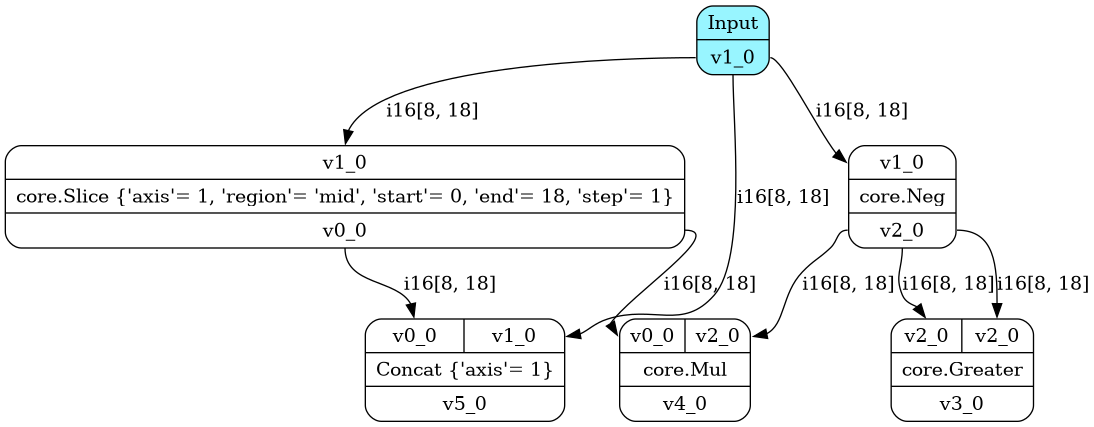 Input
v1_0
i16[8, 18]
i16[8, 18]
v1_0
core.Slice {'axis'= 1, 'region'= 'mid', 'start'= 0, 'end'= 18, 'step'= 1}
v0_0
i16[8, 18]
v1_0
core.Neg
v2_0
i16[8, 18]
i16[8, 18]
i16[8, 18]
i16[8, 18]
i16[8, 18]
v0_0 v1_0
Concat {'axis'= 1}
v5_0
v0_0 v2_0
core.Mul
v4_0
v2_0 v2_0
core.Greater
v3_0